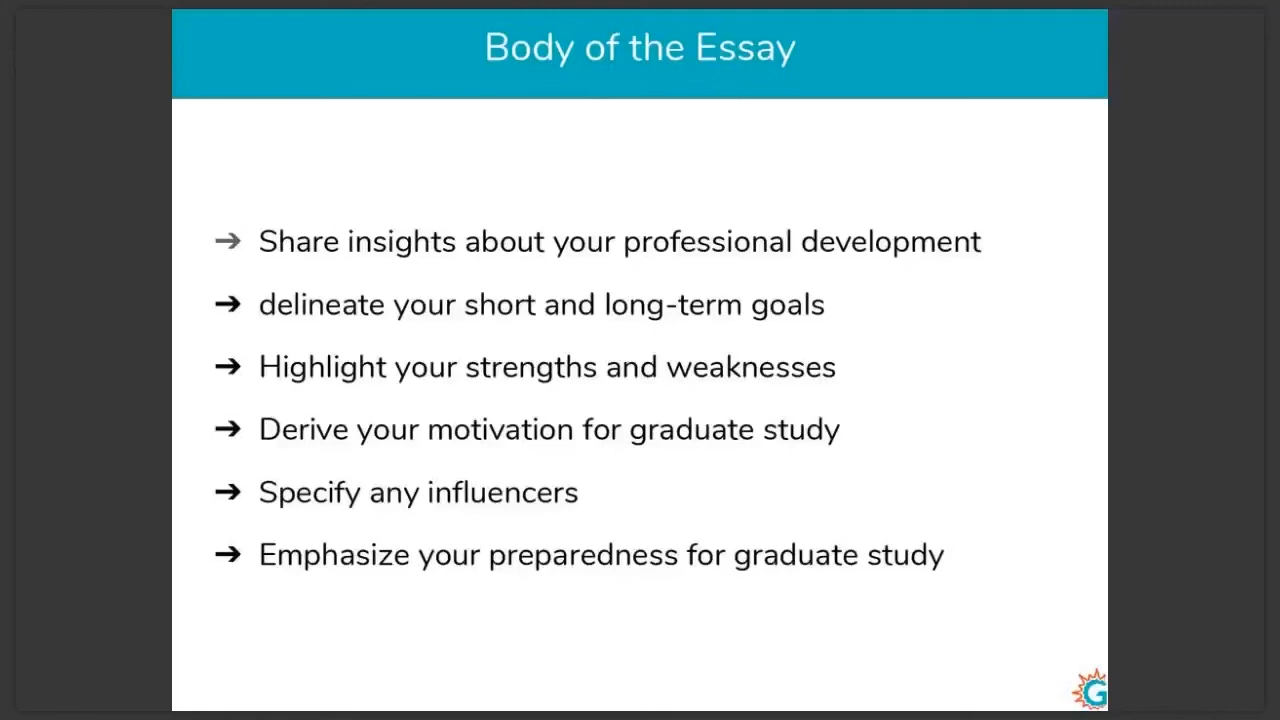 Body of the Essay
➔ Share insights about your professional development
➔ delineate your short and long-term goals
➔ Highlight your strengths and weaknesses
➔ Derive your motivation for graduate study
➔ Specify any influencers
➔ Emphasize your preparedness for graduate study
G